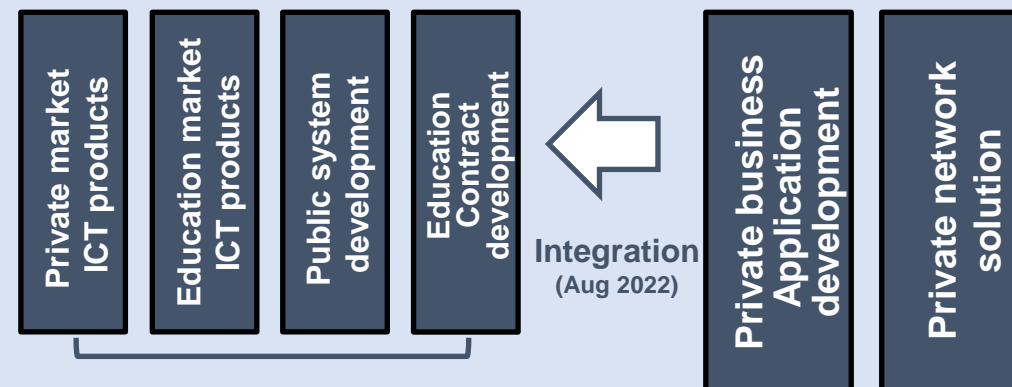 Private market
ICT products
Education market
ICT products
Public system
development
Education
Contract
development
Integration
(Aug 2022)
Private business
Application
development
Private network
solution